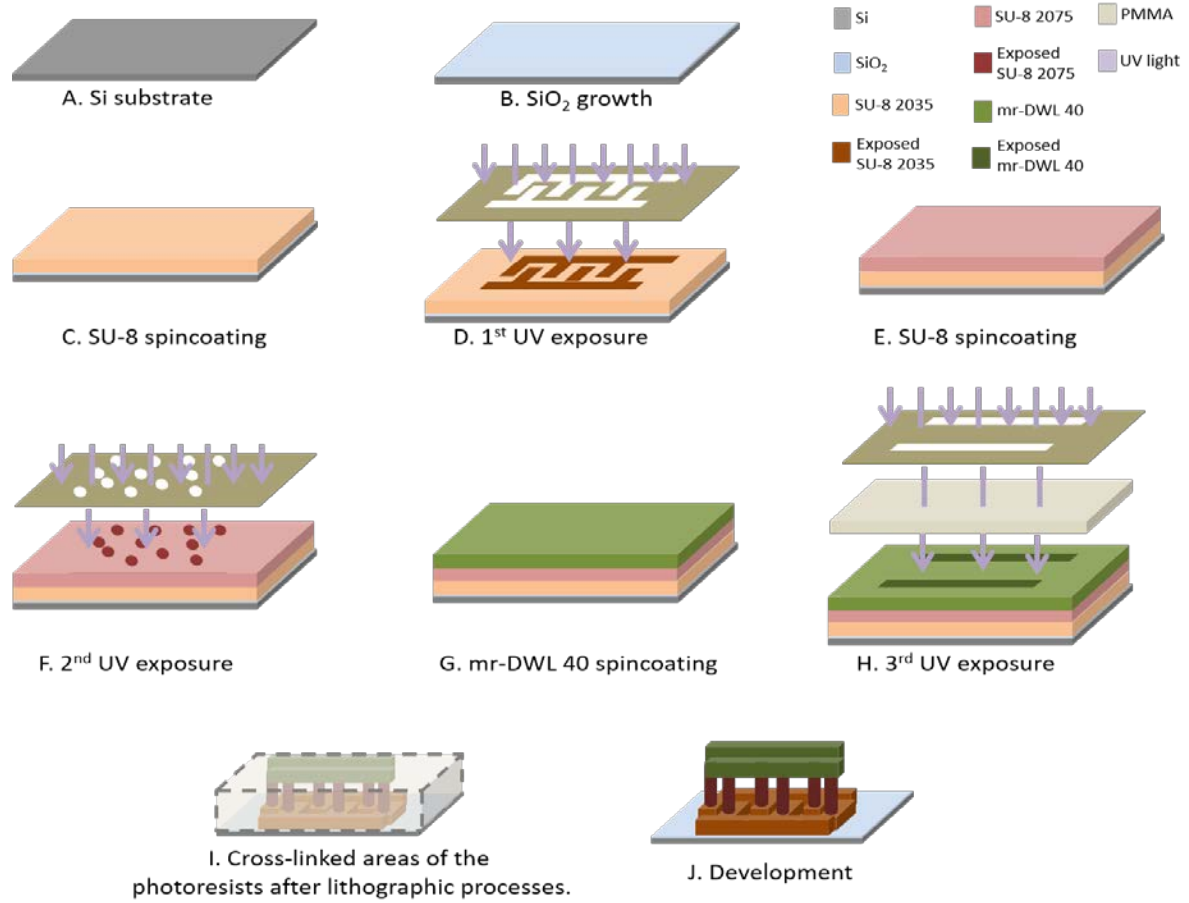 Si
SiO₂
SU-8 2035
Exposed
SU-8 2035
SU-8 2075
Exposed
SU-8 2075
mr-DWL 40
Exposed
mr-DWL 40
PMMA
UV light
A. Si substrate
B. SiO₂ growth
C. SU-8 spincoating
D. 1st UV exposure
E. SU-8 spincoating
F. 2nd UV exposure
G. mr-DWL 40 spincoating
H. 3rd UV exposure
I. Cross-linked areas of the
photoresists after lithographic processes.
J. Development